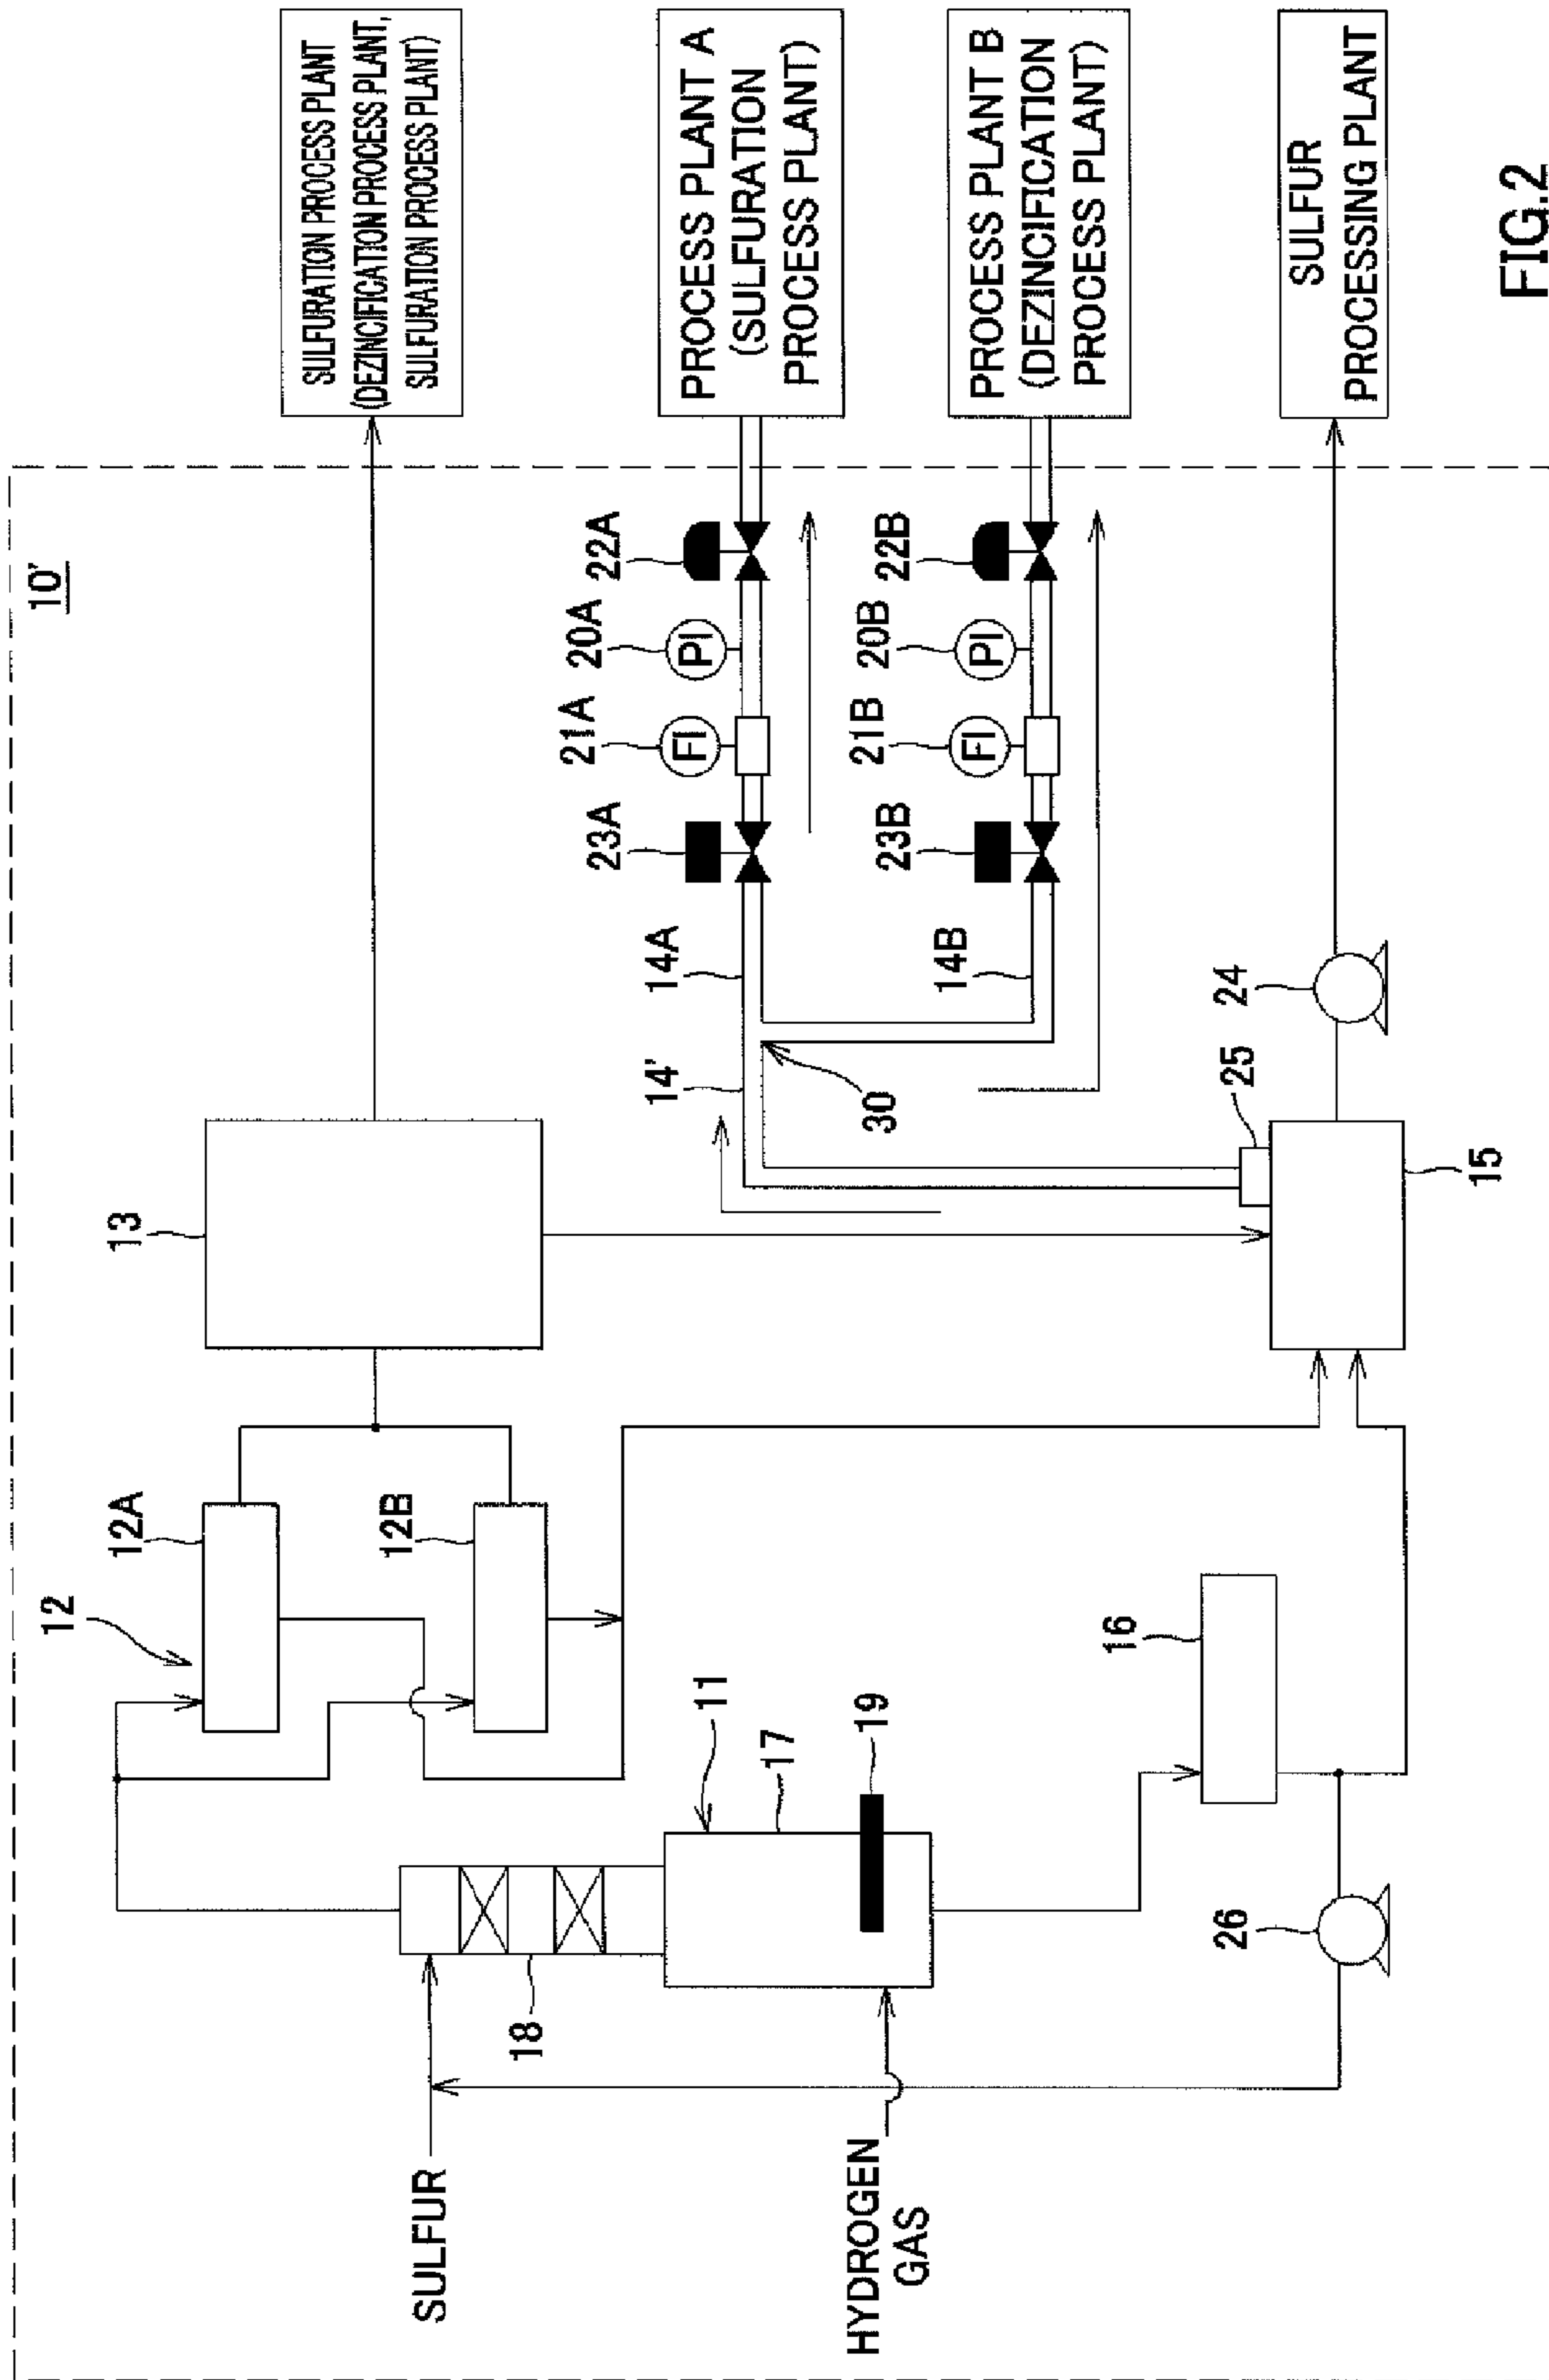 10'
SULFURATION PROCESS PLANT
(DEZINCIFICATION PROCESS PLANT,
SULFURATION PROCESS PLANT)
12
12A
13
12B
SULFUR
18
11
17
19
HYDROGEN
GAS
14'
14A
23A
21A
FI
20A
PI
22A
PROCESS PLANT A
(SULFURATION
PROCESS PLANT)
30
14B
23B
21B
FI
20B
PI
22B
PROCESS PLANT B
(DEZINCIFICATION
PROCESS PLANT)
26
16
25
24
15
SULFUR
PROCESSING PLANT
FIG.2